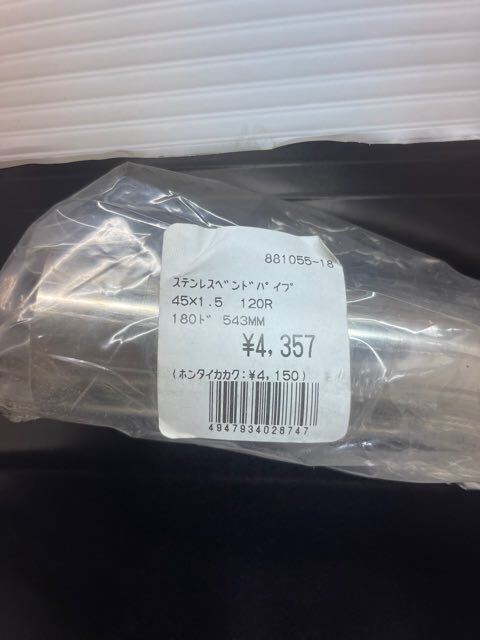 881055-18
ｽﾃﾝﾚｽﾍﾞﾝﾄﾞﾊﾟｲﾌﾟ
45×1.5 120R
180ﾄﾞ 543MM
¥4,357
(ﾎﾝﾀｲｶｶｸ:¥4,150)
4947934028747